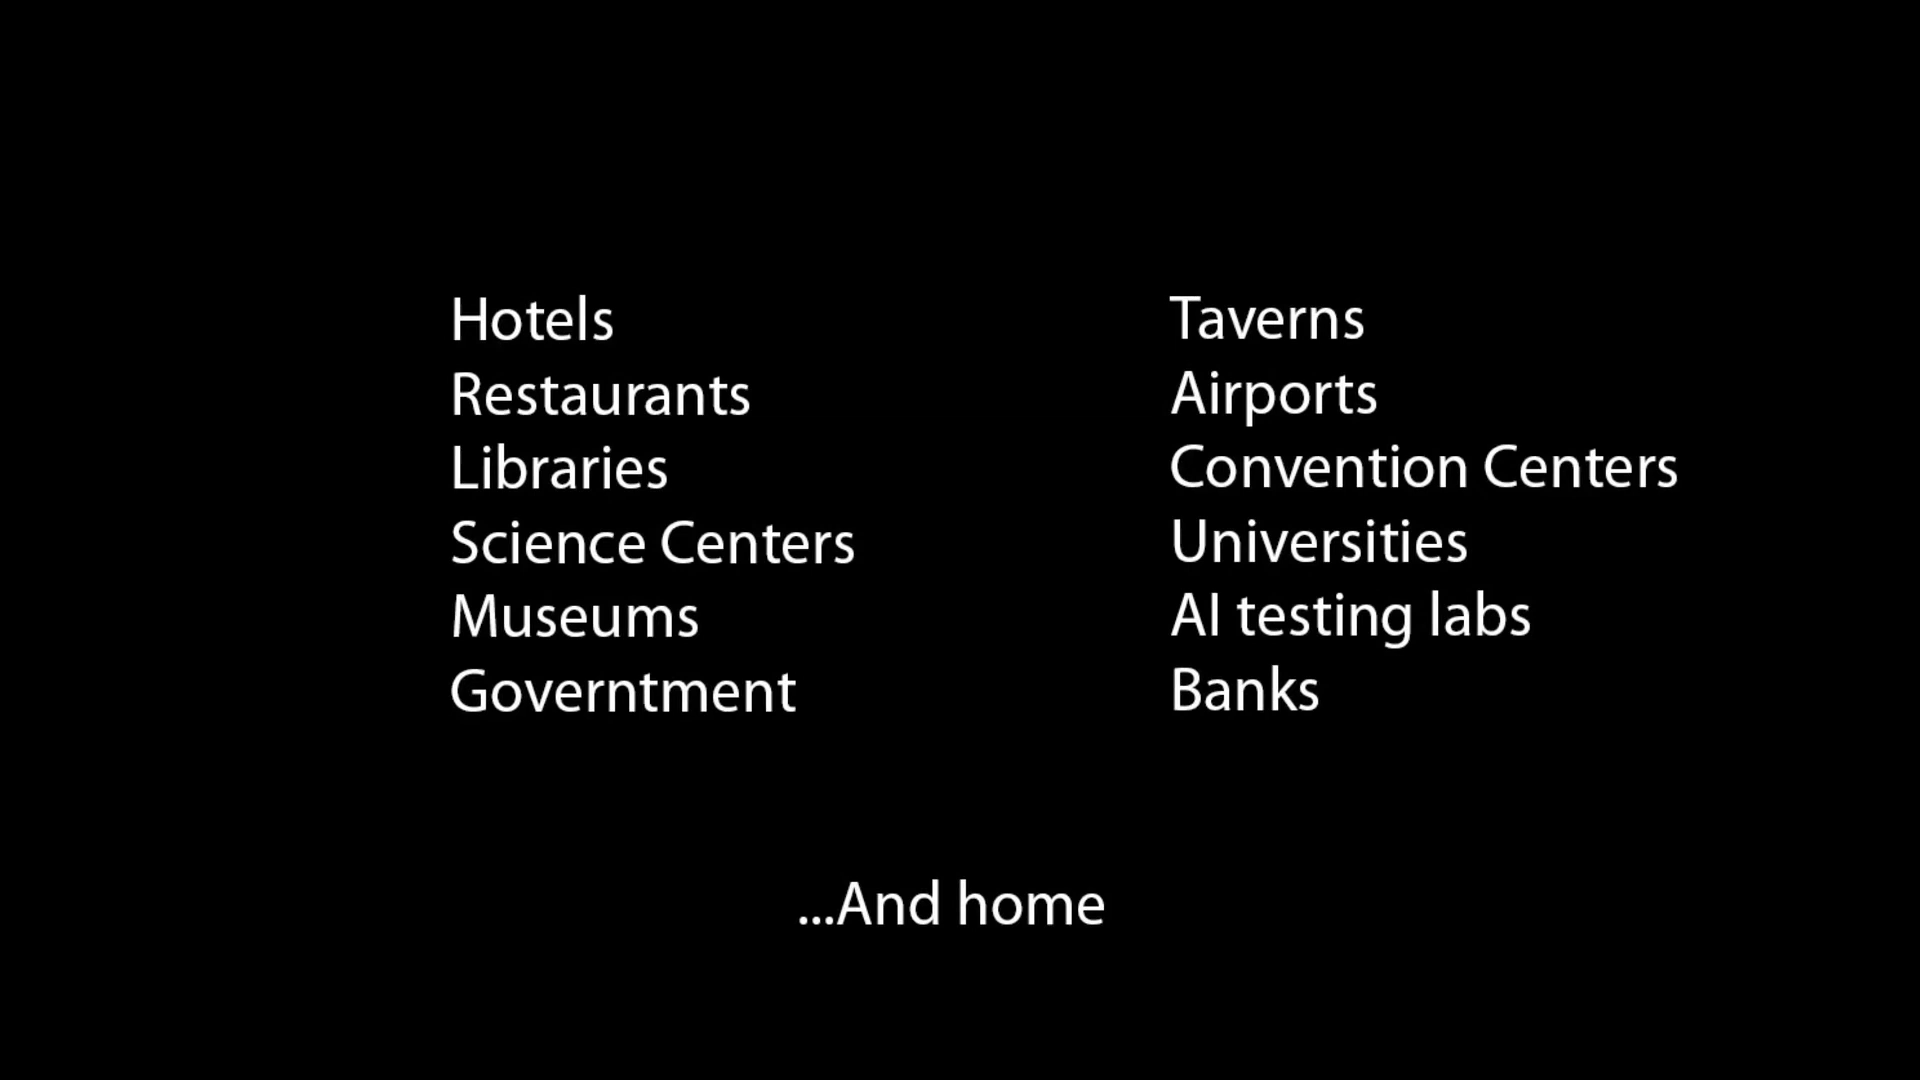 Hotels
Restaurants
Libraries
Science Centers
Museums
Governtment
Taverns
Airports
Convention Centers
Universities
AI testing labs
Banks
...And home